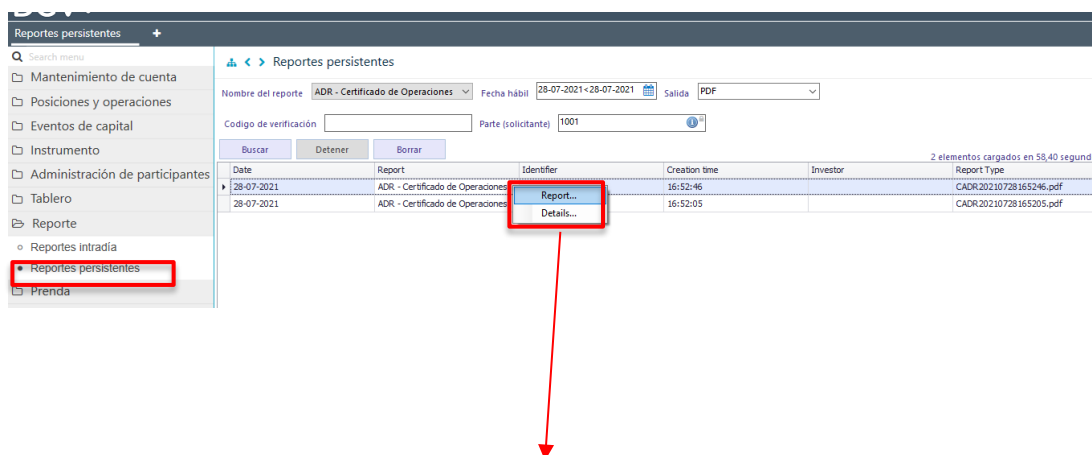 DCV
Reportes persistentes +
Search menu
Mantenimiento de cuenta
Posiciones y operaciones
Eventos de capital
Instrumento
Administración de participantes
Tablero
Reporte
Reportes intradía
Reportes persistentes
Prenda
Reportes persistentes
Nombre del reporte ADR - Certificado de Operaciones Fecha hábil 28-07-2021<28-07-2021 Salida PDF
Codigo de verificación Parte (solicitante) 1001
Buscar Detener Borrar
2 elementos cargados en 58,40 segund
Date Report Identifier Creation time Investor Report Type
28-07-2021 ADR - Certificado de Operaciones 16:52:46 CADR20210728165246.pdf
28-07-2021 ADR - Certificado de Operaciones 16:52:05 CADR20210728165205.pdf
Report...
Details...